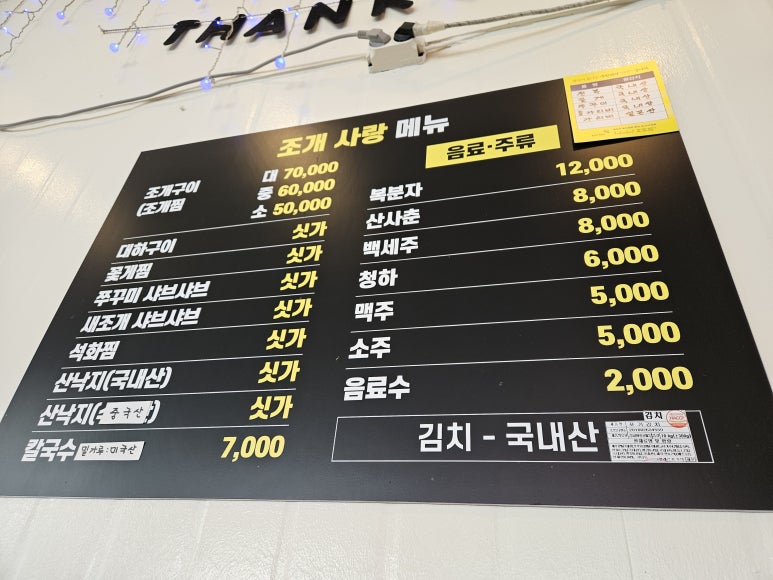 THANK
조개 사랑 메뉴
조개구이 대 70,000
(조개찜 중 60,000
소 50,000
대하구이 싯가
꽃게찜 싯가
쭈꾸미 샤브샤브 싯가
새조개 샤브샤브 싯가
석화찜 싯가
산낙지(국내산) 싯가
산낙지(중국산) 싯가
칼국수 밀가루:미국산 7,000
음료·주류
복분자 12,000
산사춘 8,000
백세주 8,000
청하 6,000
맥주 5,000
소주 5,000
음료수 2,000
김치 - 국내산
김치